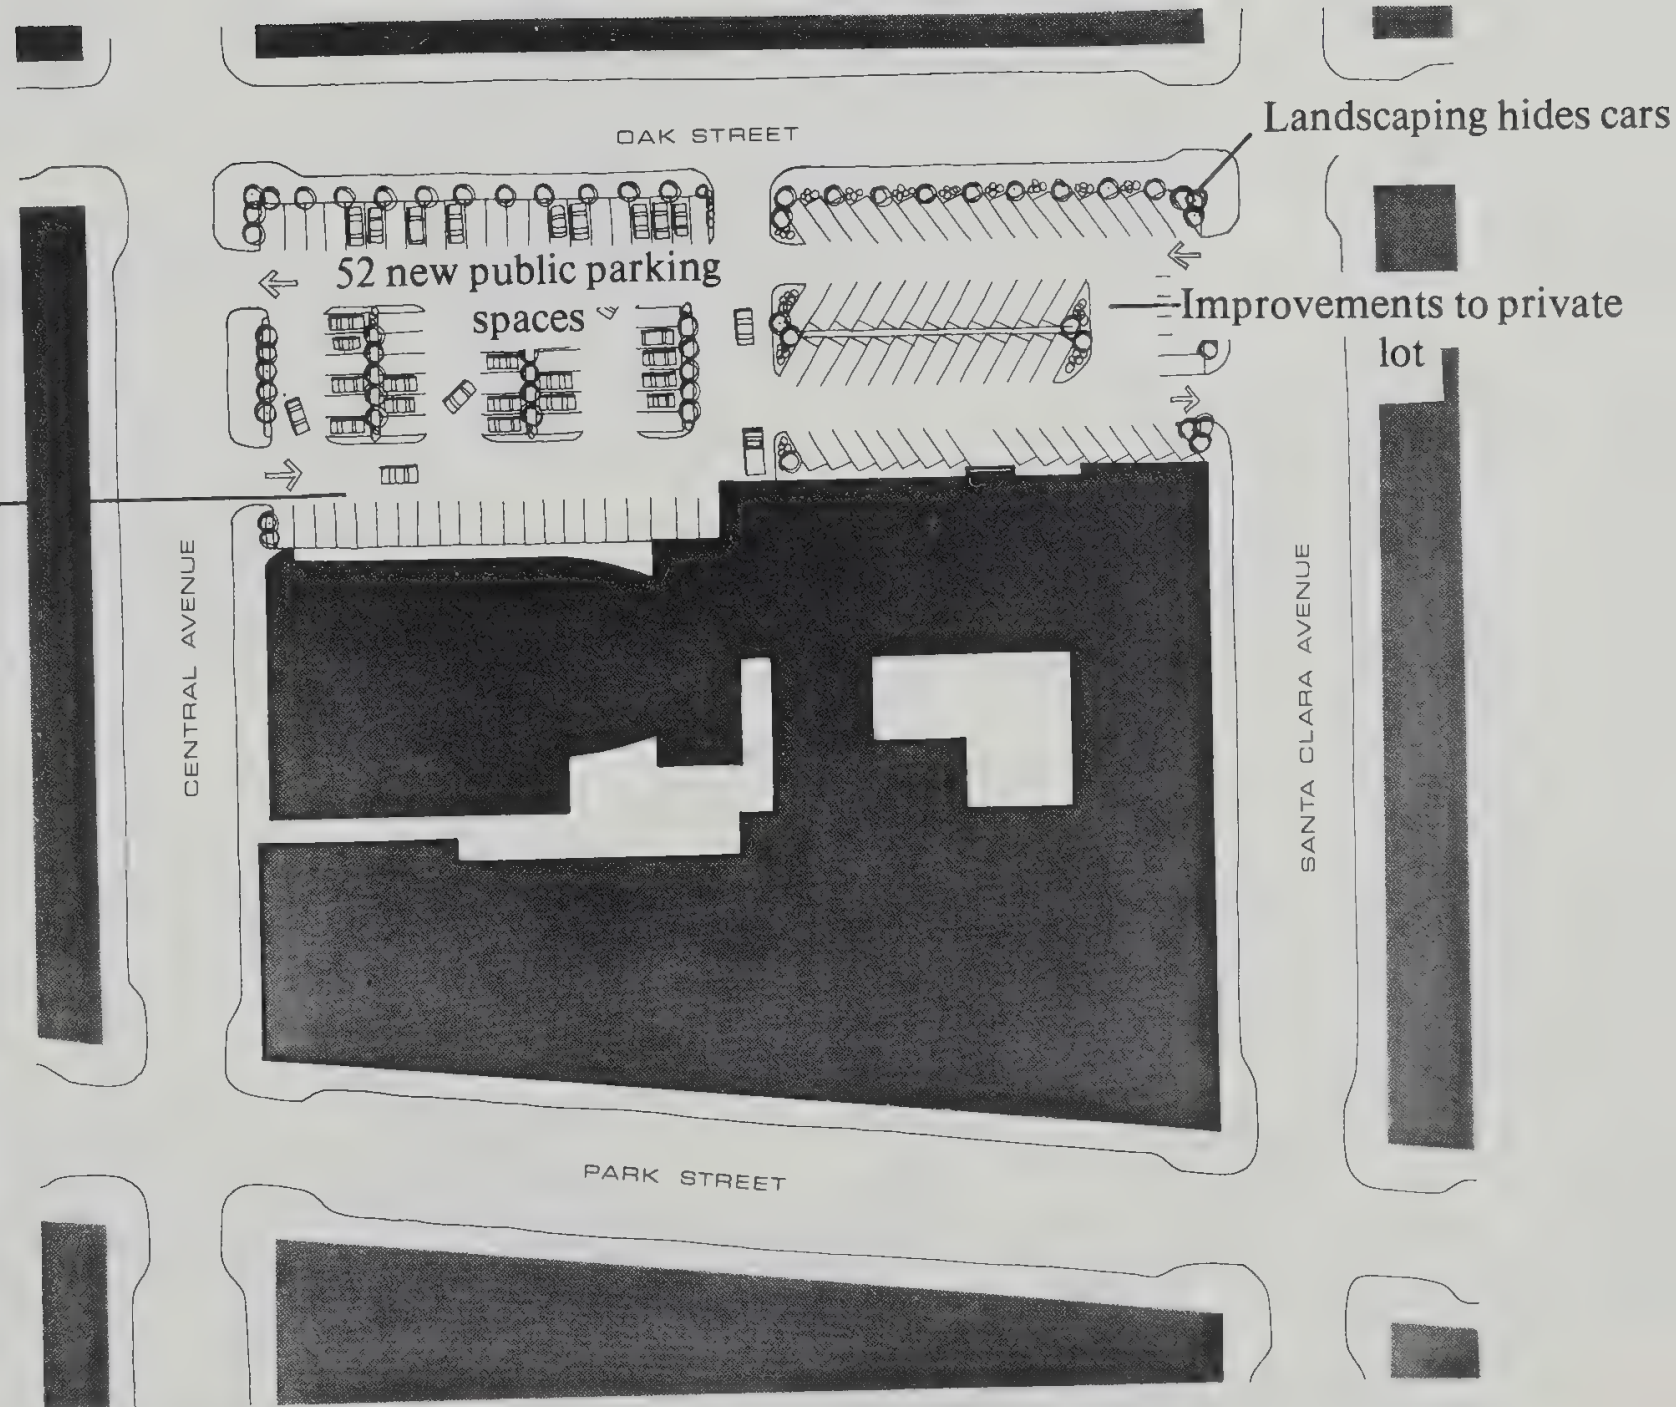 OAK STREET
Landscaping hides cars
52 new public parking
spaces
Improvements to private
lot
CENTRAL AVENUE
SANTA CLARA AVENUE
PARK STREET